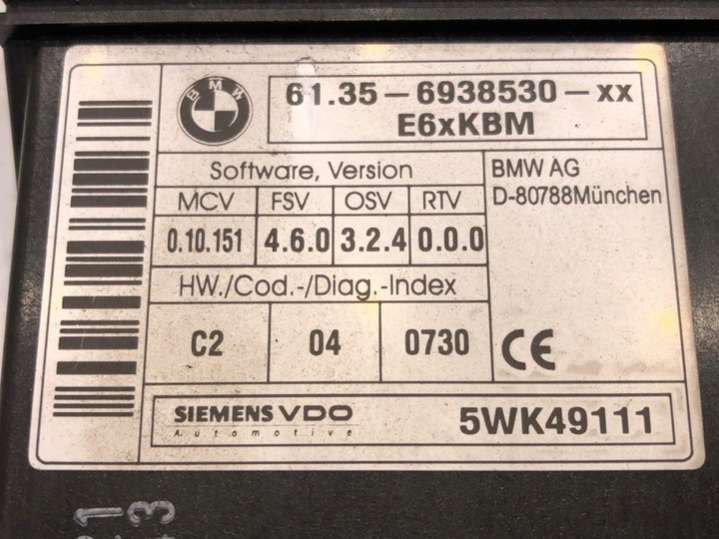 BMW
61.35-6938530-xx
E6xKBM
Software, Version
MCV FSV OSV RTV
0.10.151 4.6.0 3.2.4 0.0.0
BMW AG
D-80788München
HW./Cod.-/Diag.-Index
C2 04 0730
CE
SIEMENS VDO
Automotive
5WK49111